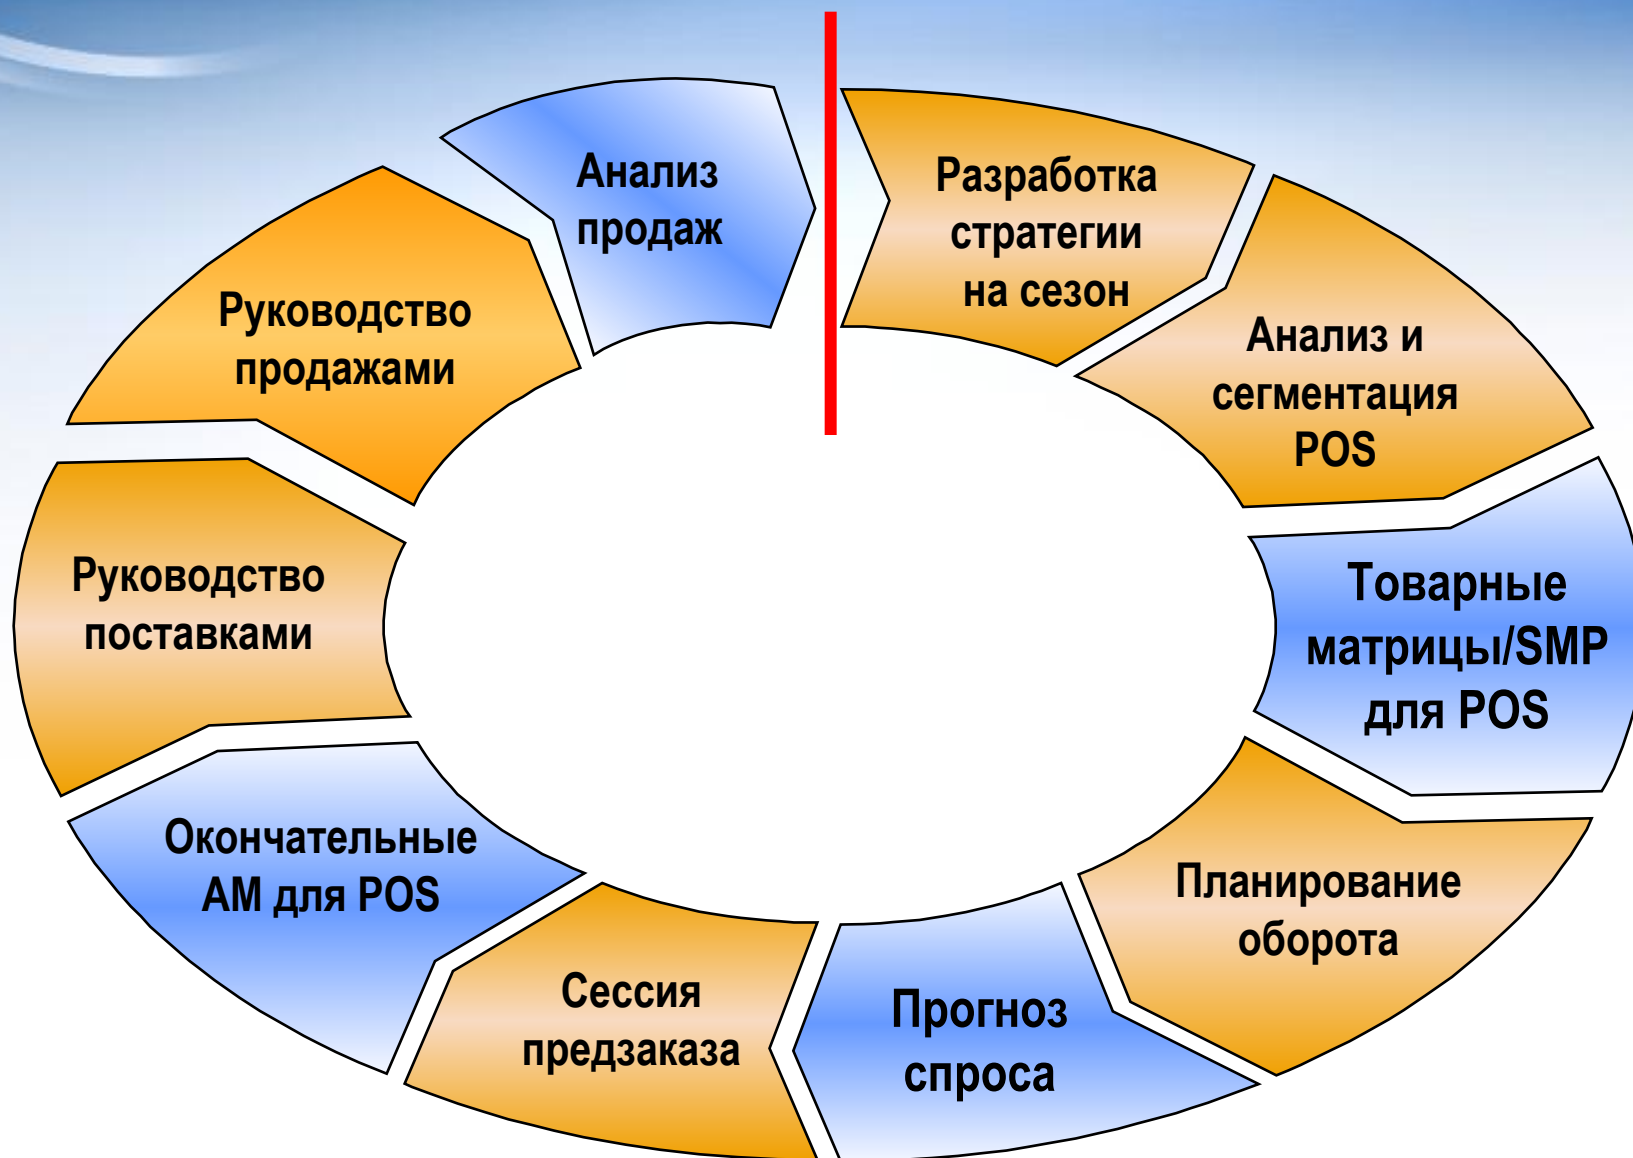 Разработка
стратегии
на сезон
Анализ и
сегментация
POS
Товарные
матрицы/SMP
для POS
Планирование
оборота
Прогноз
спроса
Сессия
предзаказа
Окончательные
АМ для POS
Руководство
поставками
Руководство
продажами
Анализ
продаж